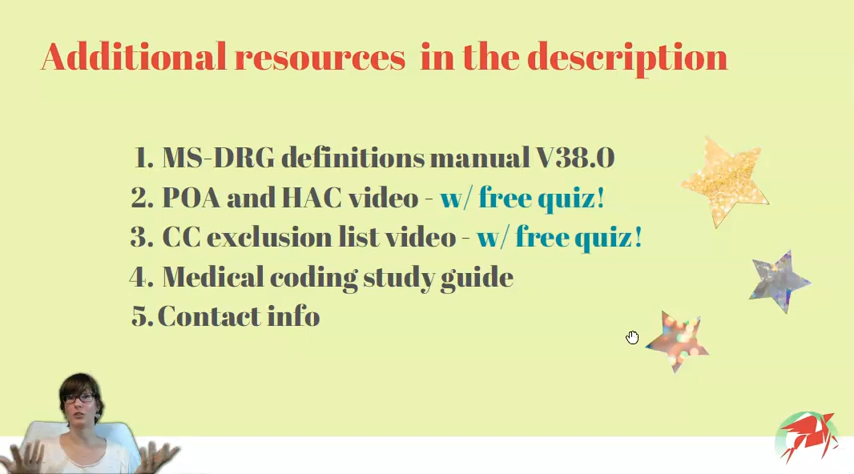 Additional resources in the description
1. MS-DRG definitions manual V38.0
2. POA and HAC video - w/ free quiz!
3. CC exclusion list video - w/ free quiz!
4. Medical coding study guide
5. Contact info